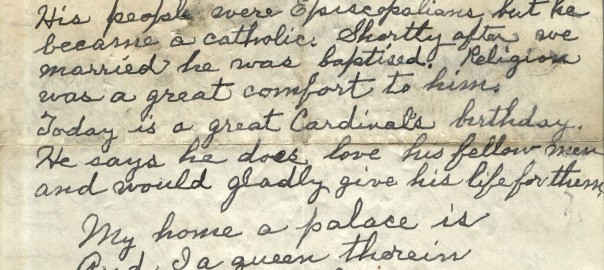 His people were Episcopalians but he
became a catholic. Shortly after we
married he was baptised. Religion
was a great comfort to him.
Today is a great Cardinal's birthday.
He says he does love his fellow men
and would gladly give his life for them,
My home a palace is
And I a queen therein